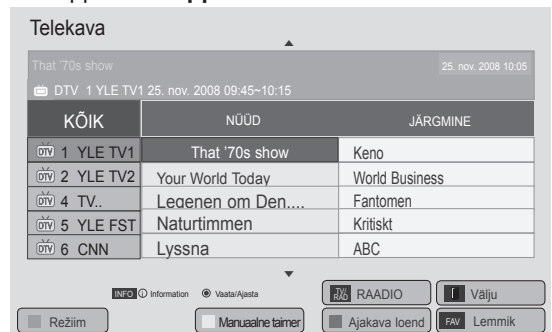 Telekava
That '70s show 25. nov. 2008 10:05
DTV 1 YLE TV1 25. nov. 2008 09:45~10:15
KÕIK NÜÜD JÄRGMINE
DTV 1 YLE TV1 That '70s show Keno
DTV 2 YLE TV2 Your World Today World Business
DTV 4 TV.. Legenen om Den.... Fantomen
DTV 5 YLE FST Naturtimmen Kritiskt
DTV 6 CNN Lyssna ABC
INFO i Information Vaata/Ajasta TV/RAD RAADIO Välju
Režiim Manuaalne taimer Ajakava loend FAV Lemmik